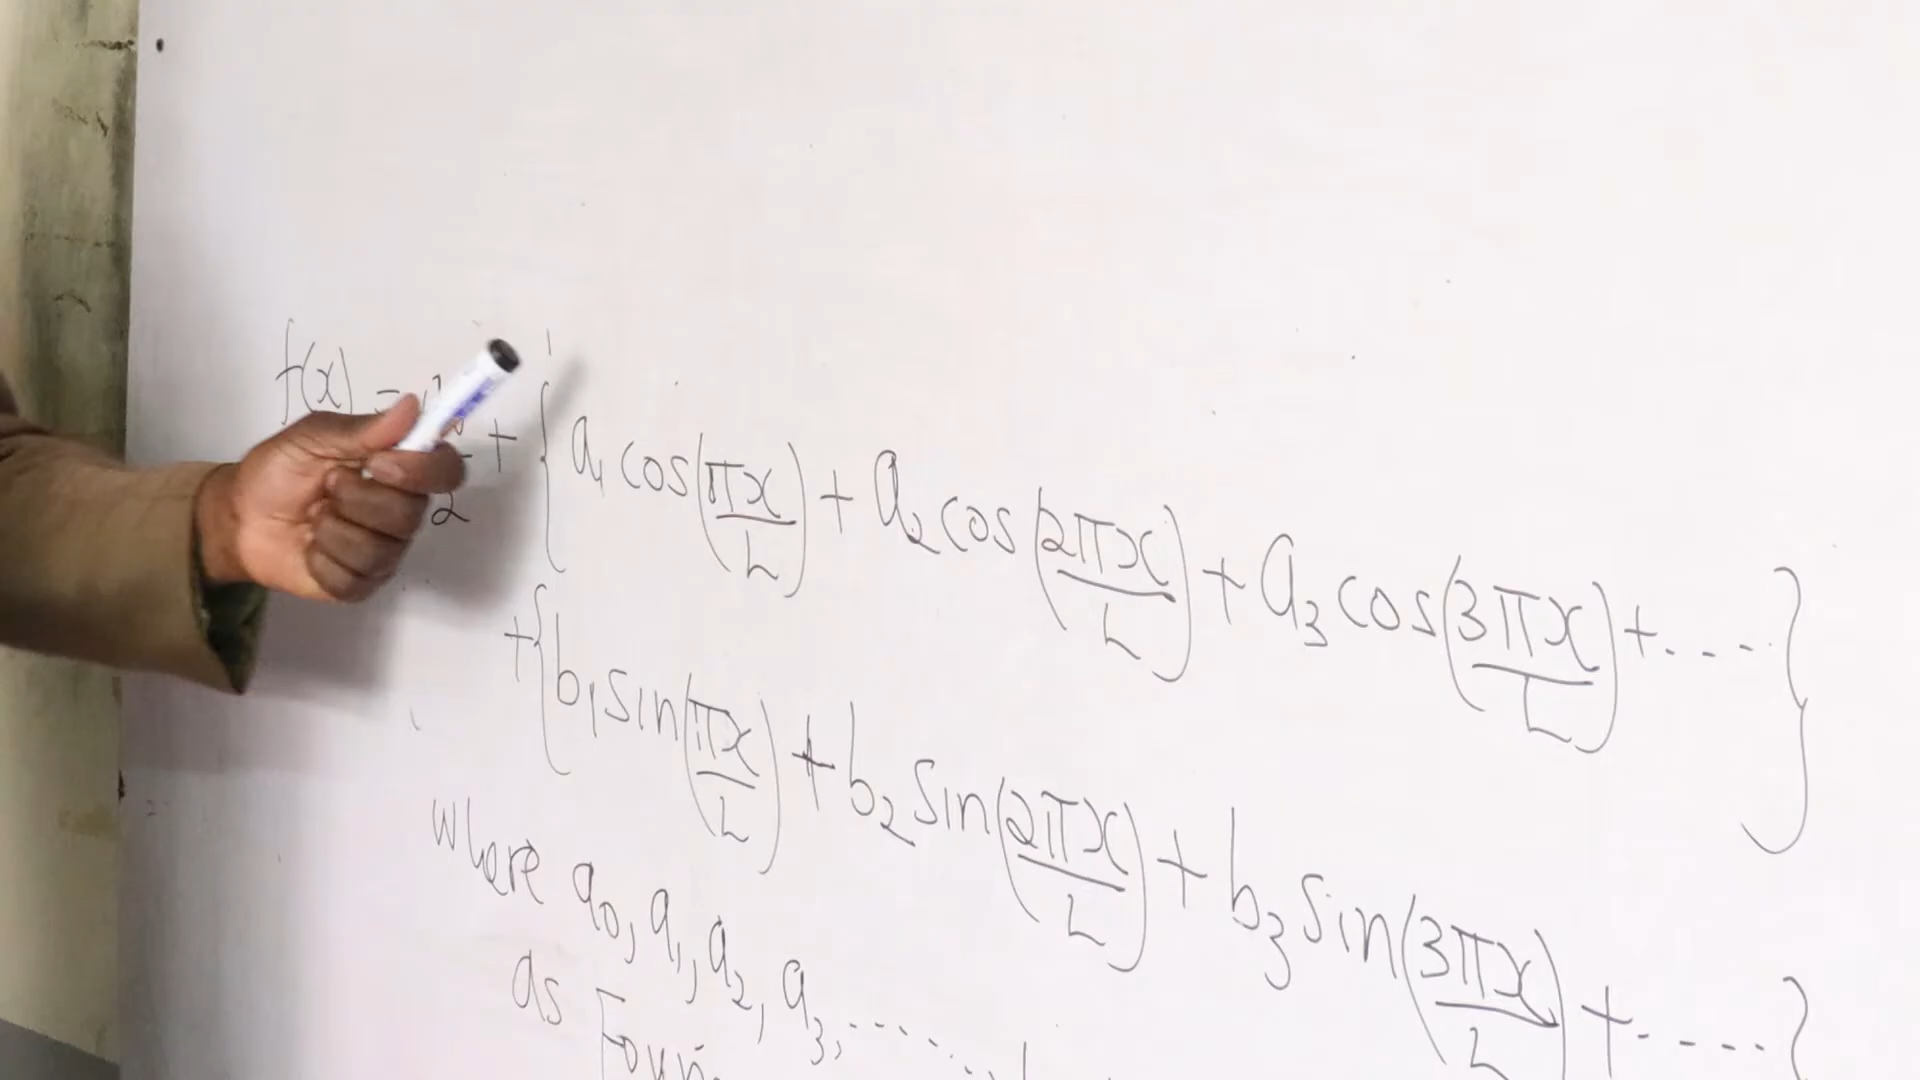 f(x) = a₀/2 + { a₁ cos(πx/L) + a₂ cos(2πx/L) + a₃ cos(3πx/L) + .... }
+ { b₁ sin(πx/L) + b₂ sin(2πx/L) + b₃ sin(3πx/L) + ..... }
where a₀, a₁, a₂, a₃, ......
as